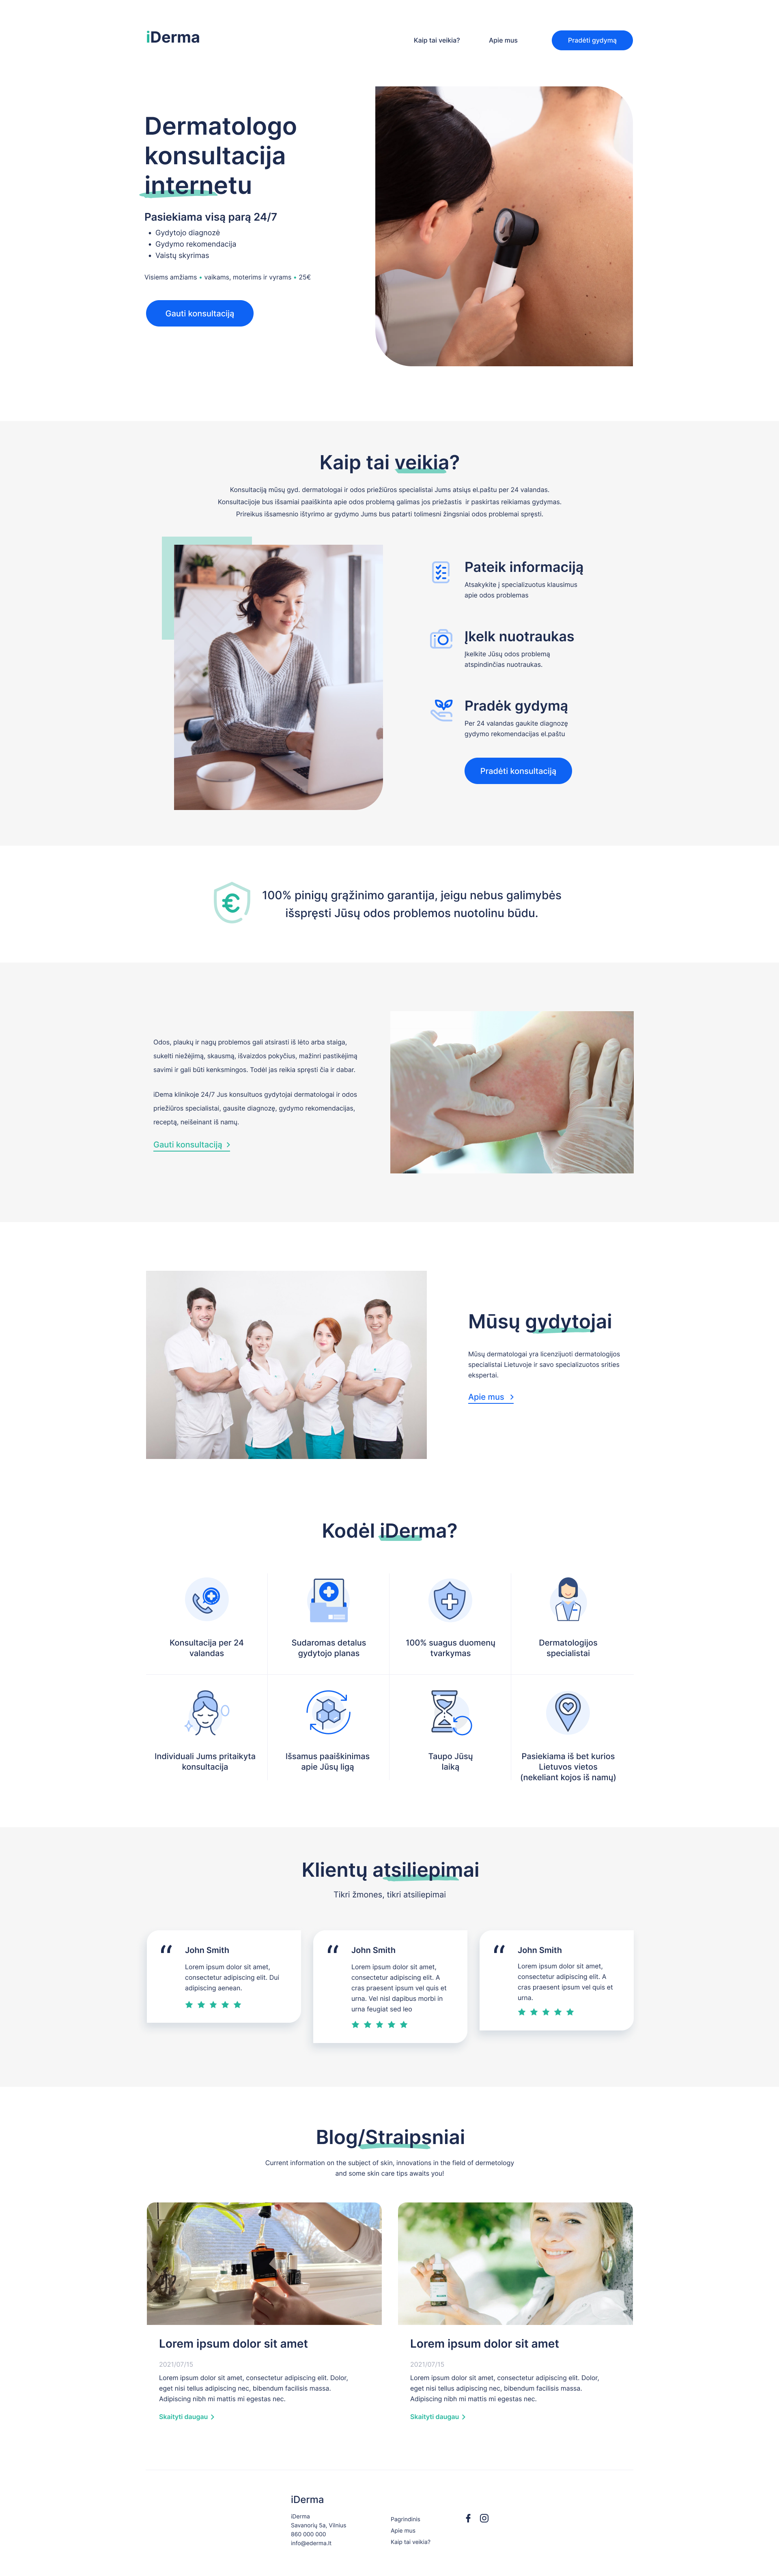 iDerma
Kaip tai veikia?
Apie mus
Pradėti gydymą
Dermatologo
konsultacija
internetu
Pasiekiama visą parą 24/7
• Gydytojo diagnozė
• Gydymo rekomendacija
• Vaistų skyrimas
Visiems amžiams • vaikams, moterims ir vyrams • 25€
Gauti konsultaciją
Kaip tai veikia?
Konsultaciją mūsų gyd. dermatologai ir odos priežiūros specialistai Jums atsiųs el.paštu per 24 valandas.
Konsultacijoje bus išsamiai paaiškinta apie odos problemą galimas jos priežastis ir paskirtas reikiamas gydymas.
Prireikus išsamesnio ištyrimo ar gydymo Jums bus patarti tolimesni žingsniai odos problemai spręsti.
Pateik informaciją
Atsakykite į specializuotus klausimus
apie odos problemas
Įkelk nuotraukas
Įkelkite Jūsų odos problemą
atspindinčias nuotraukas.
Pradėk gydymą
Per 24 valandas gaukite diagnozę
gydymo rekomendacijas el.paštu
Pradėti konsultaciją
€
100% pinigų grąžinimo garantija, jeigu nebus galimybės
išspręsti Jūsų odos problemos nuotoliniu būdu.
Odos, plaukų ir nagų problemos gali atsirasti iš lėto arba staiga,
sukelti niežėjimą, skausmą, išvaizdos pokyčius, mažinri pastikėjimą
savimi ir gali būti kenksmingos. Todėl jas reikia spręsti čia ir dabar.
iDema klinikoje 24/7 Jus konsultuos gydytojai dermatologai ir odos
priežiūros specialistai, gausite diagnozę, gydymo rekomendacijas,
receptą, neišeinant iš namų.
Gauti konsultaciją >
Mūsų gydytojai
Mūsų dermatologai yra licenzijuoti dermatologijos
specialistai Lietuvoje ir savo specializuotos srities
ekspertai.
Apie mus >
Kodėl iDerma?
Konsultacija per 24
valandas
Sudaromas detalus
gydytojo planas
100% suagus duomenų
tvarkymas
Dermatologijos
specialistai
Individuali Jums pritaikyta
konsultacija
Išsamus paaiškinimas
apie Jūsų ligą
Taupo Jūsų
laiką
Pasiekiama iš bet kurios
Lietuvos vietos
(nekeliant kojos iš namų)
Klientų atsiliepimai
Tikri žmones, tikri atsiliepimai
“ John Smith
Lorem ipsum dolor sit amet,
consectetur adipiscing elit. Dui
adipiscing aenean.
“ John Smith
Lorem ipsum dolor sit amet,
consectetur adipiscing elit. A
cras praesent ipsum vel quis et
urna. Vel nisl dapibus morbi in
urna feugiat sed leo
“ John Smith
Lorem ipsum dolor sit amet,
consectetur adipiscing elit. A
cras praesent ipsum vel quis et
urna.
Blog/Straipsniai
Current information on the subject of skin, innovations in the field of dermetology
and some skin care tips awaits you!
Lorem ipsum dolor sit amet
2021/07/15
Lorem ipsum dolor sit amet, consectetur adipiscing elit. Dolor,
eget nisi tellus adipiscing nec, bibendum facilisis massa.
Adipiscing nibh mi mattis mi egestas nec.
Skaityti daugau >
Lorem ipsum dolor sit amet
2021/07/15
Lorem ipsum dolor sit amet, consectetur adipiscing elit. Dolor,
eget nisi tellus adipiscing nec, bibendum facilisis massa.
Adipiscing nibh mi mattis mi egestas nec.
Skaityti daugau >
iDerma
iDerma
Savanorių 5a, Vilnius
860 000 000
info@ederma.lt
Pagrindinis
Apie mus
Kaip tai veikia?